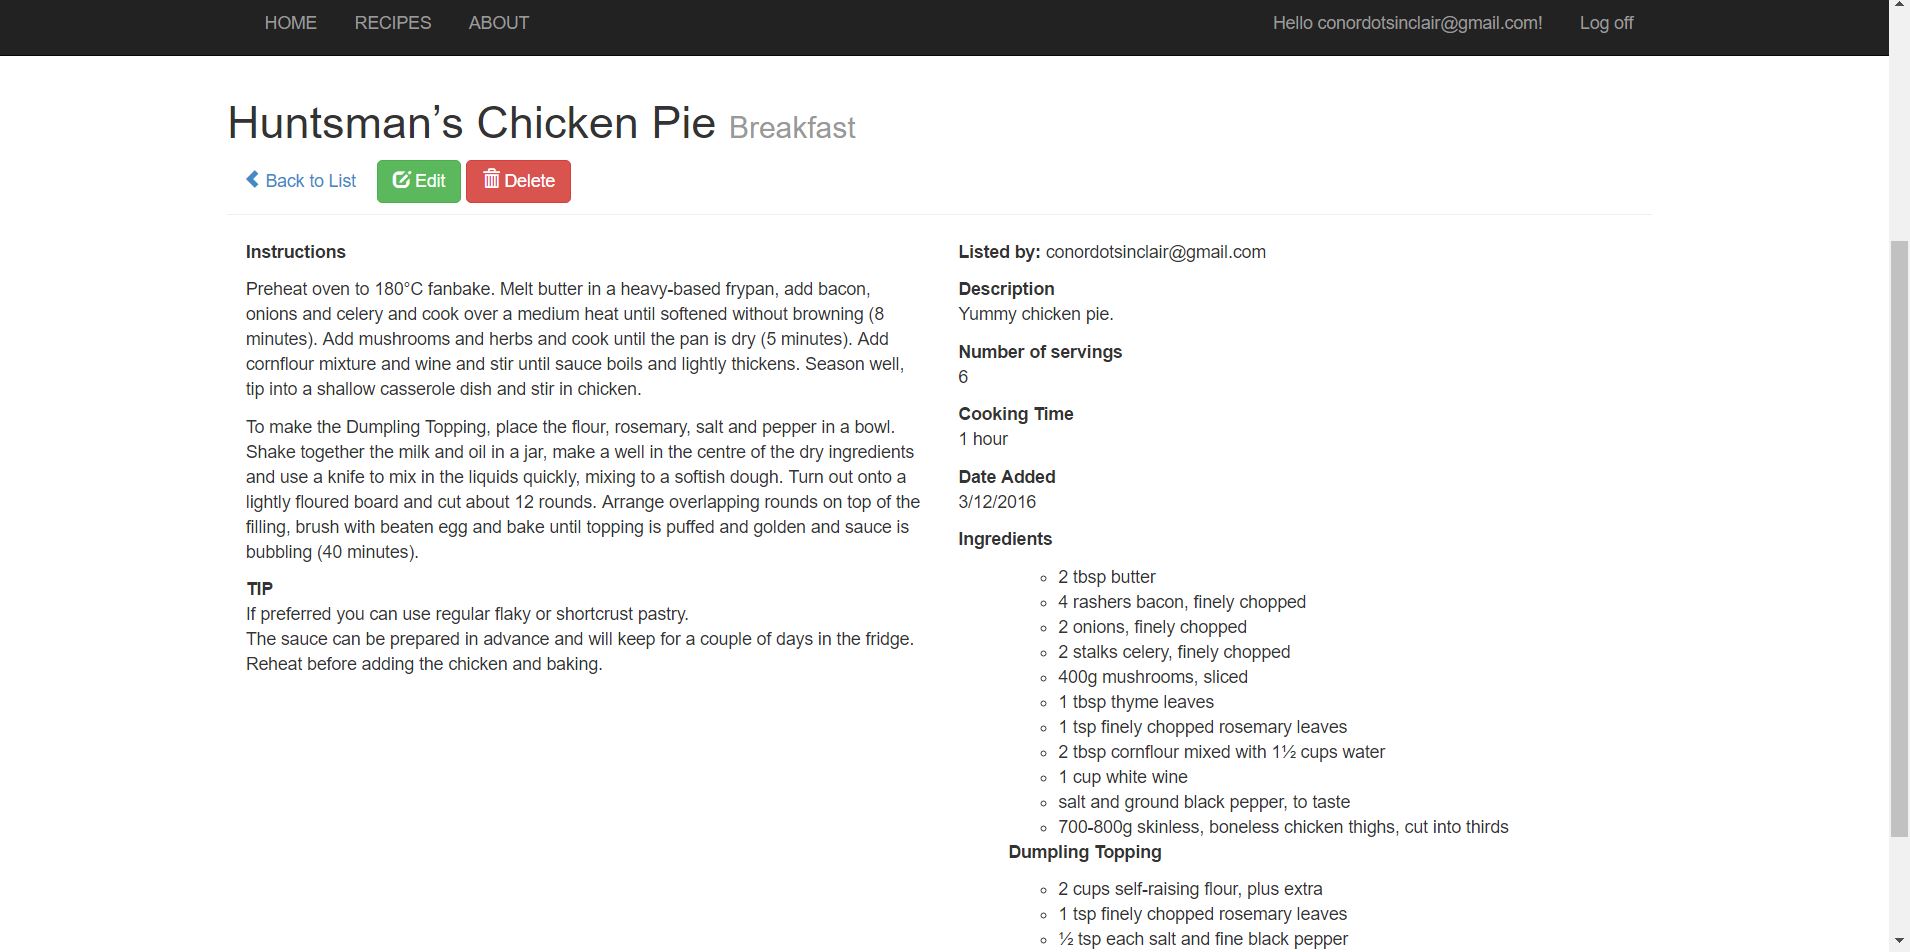 HOME RECIPES ABOUT Hello conordotsinclair@gmail.com! Log off
Huntsman’s Chicken Pie Breakfast
Back to List Edit Delete
Instructions
Preheat oven to 180°C fanbake. Melt butter in a heavy-based frypan, add bacon,
onions and celery and cook over a medium heat until softened without browning (8
minutes). Add mushrooms and herbs and cook until the pan is dry (5 minutes). Add
cornflour mixture and wine and stir until sauce boils and lightly thickens. Season well,
tip into a shallow casserole dish and stir in chicken.
To make the Dumpling Topping, place the flour, rosemary, salt and pepper in a bowl.
Shake together the milk and oil in a jar, make a well in the centre of the dry ingredients
and use a knife to mix in the liquids quickly, mixing to a softish dough. Turn out onto a
lightly floured board and cut about 12 rounds. Arrange overlapping rounds on top of the
filling, brush with beaten egg and bake until topping is puffed and golden and sauce is
bubbling (40 minutes).
TIP
If preferred you can use regular flaky or shortcrust pastry.
The sauce can be prepared in advance and will keep for a couple of days in the fridge.
Reheat before adding the chicken and baking.
Listed by: conordotsinclair@gmail.com
Description
Yummy chicken pie.
Number of servings
6
Cooking Time
1 hour
Date Added
3/12/2016
Ingredients
2 tbsp butter
4 rashers bacon, finely chopped
2 onions, finely chopped
2 stalks celery, finely chopped
400g mushrooms, sliced
1 tbsp thyme leaves
1 tsp finely chopped rosemary leaves
2 tbsp cornflour mixed with 1½ cups water
1 cup white wine
salt and ground black pepper, to taste
700-800g skinless, boneless chicken thighs, cut into thirds
Dumpling Topping
2 cups self-raising flour, plus extra
1 tsp finely chopped rosemary leaves
½ tsp each salt and fine black pepper